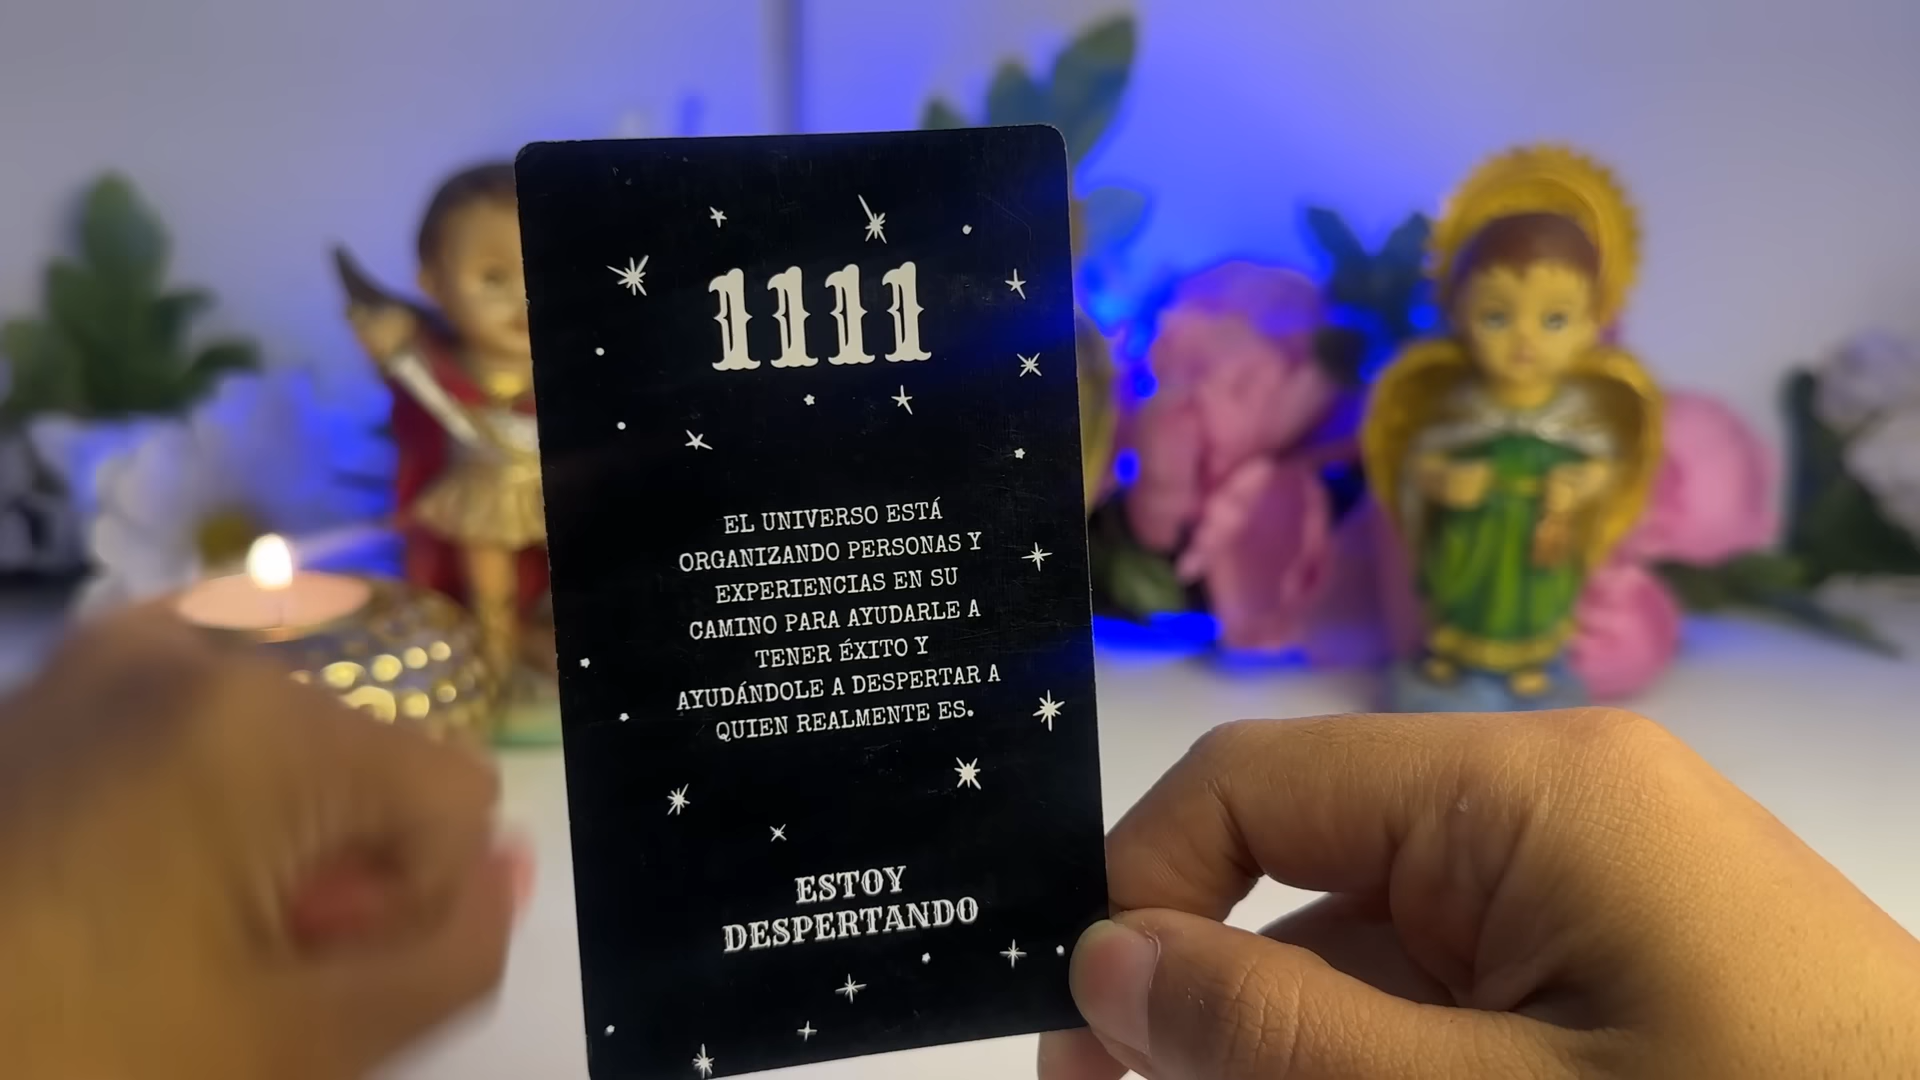 1111
EL UNIVERSO ESTÁ
ORGANIZANDO PERSONAS Y
EXPERIENCIAS EN SU
CAMINO PARA AYUDARLE A
TENER ÉXITO Y
AYUDÁNDOLE A DESPERTAR A
QUIEN REALMENTE ES.
ESTOY
DESPERTANDO